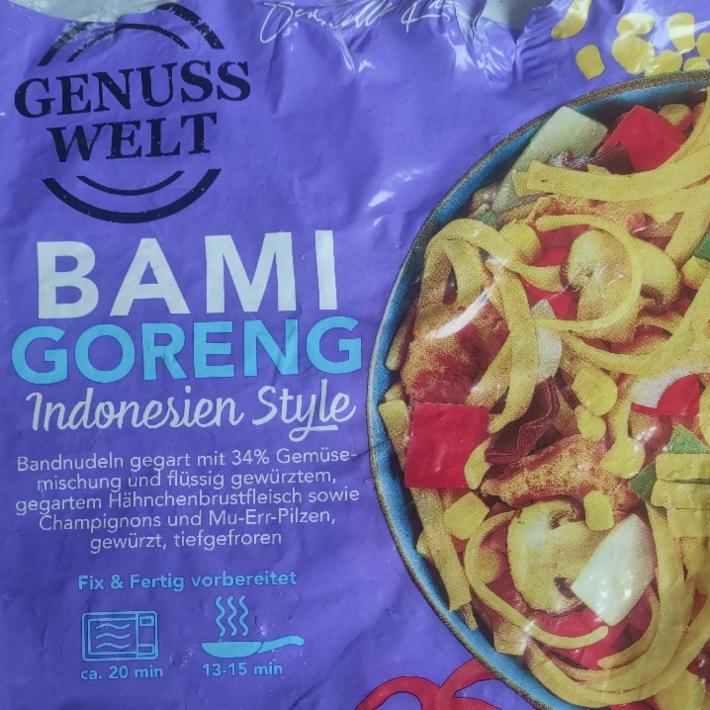 GENUSS
WELT
BAMI
GORENG
Indonesien Style
Bandnudeln gegart mit 34% Gemüse-
mischung und flüssig gewürztem,
gegartem Hähnchenbrustfleisch sowie
Champignons und Mu-Err-Pilzen,
gewürzt, tiefgefroren
Fix & Fertig vorbereitet
ca. 20 min
13-15 min